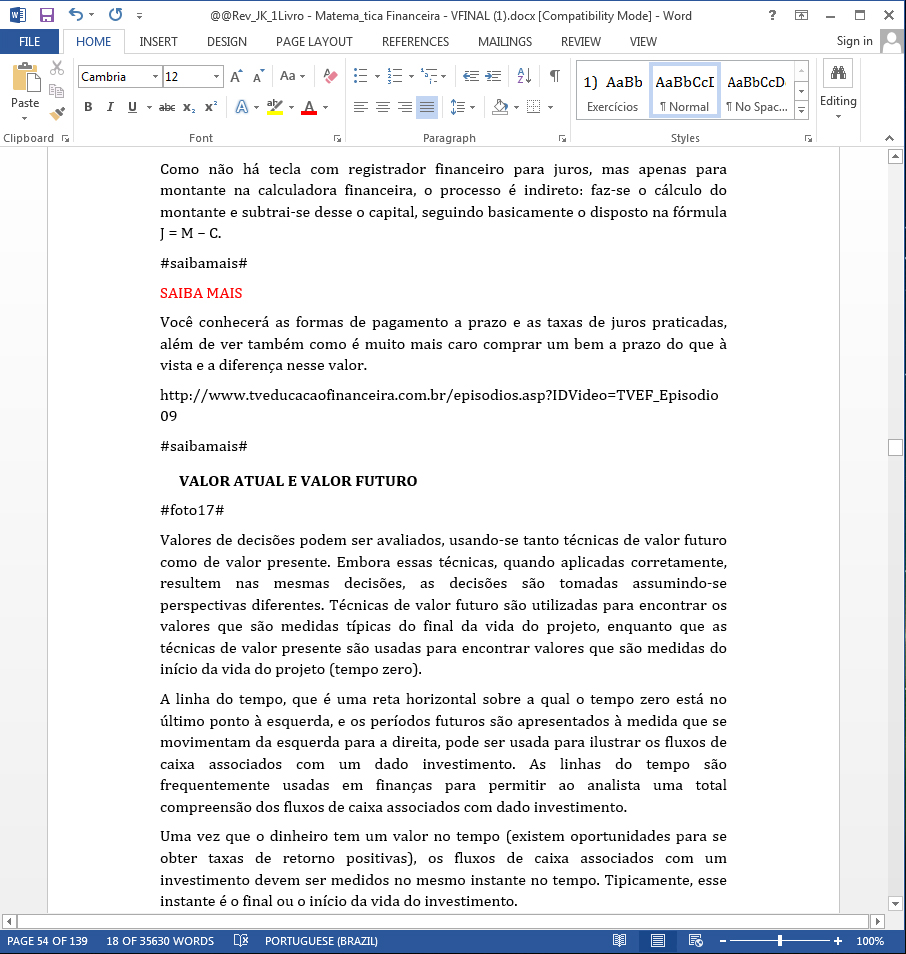 @@Rev_JK_1Livro - Matema_tica Financeira - VFINAL (1).docx [Compatibility Mode] - Word
FILE HOME INSERT DESIGN PAGE LAYOUT REFERENCES MAILINGS REVIEW VIEW Sign in
Cambria 12 Aa 1) AaBb AaBbCcI AaBbCcD
Paste B I U abc x₂ x² A ab A Exercícios ¶ Normal ¶ No Spac... Editing
Clipboard Font Paragraph Styles
Como não há tecla com registrador financeiro para juros, mas apenas para
montante na calculadora financeira, o processo é indireto: faz-se o cálculo do
montante e subtrai-se desse o capital, seguindo basicamente o disposto na fórmula
J = M – C.
#saibamais#
SAIBA MAIS
Você conhecerá as formas de pagamento a prazo e as taxas de juros praticadas,
além de ver também como é muito mais caro comprar um bem a prazo do que à
vista e a diferença nesse valor.
http://www.tveducacaofinanceira.com.br/episodios.asp?IDVideo=TVEF_Episodio
09
#saibamais#
VALOR ATUAL E VALOR FUTURO
#foto17#
Valores de decisões podem ser avaliados, usando-se tanto técnicas de valor futuro
como de valor presente. Embora essas técnicas, quando aplicadas corretamente,
resultem nas mesmas decisões, as decisões são tomadas assumindo-se
perspectivas diferentes. Técnicas de valor futuro são utilizadas para encontrar os
valores que são medidas típicas do final da vida do projeto, enquanto que as
técnicas de valor presente são usadas para encontrar valores que são medidas do
início da vida do projeto (tempo zero).
A linha do tempo, que é uma reta horizontal sobre a qual o tempo zero está no
último ponto à esquerda, e os períodos futuros são apresentados à medida que se
movimentam da esquerda para a direita, pode ser usada para ilustrar os fluxos de
caixa associados com um dado investimento. As linhas do tempo são
frequentemente usadas em finanças para permitir ao analista uma total
compreensão dos fluxos de caixa associados com dado investimento.
Uma vez que o dinheiro tem um valor no tempo (existem oportunidades para se
obter taxas de retorno positivas), os fluxos de caixa associados com um
investimento devem ser medidos no mesmo instante no tempo. Tipicamente, esse
instante é o final ou o início da vida do investimento.
PAGE 54 OF 139 18 OF 35630 WORDS PORTUGUESE (BRAZIL) 100%